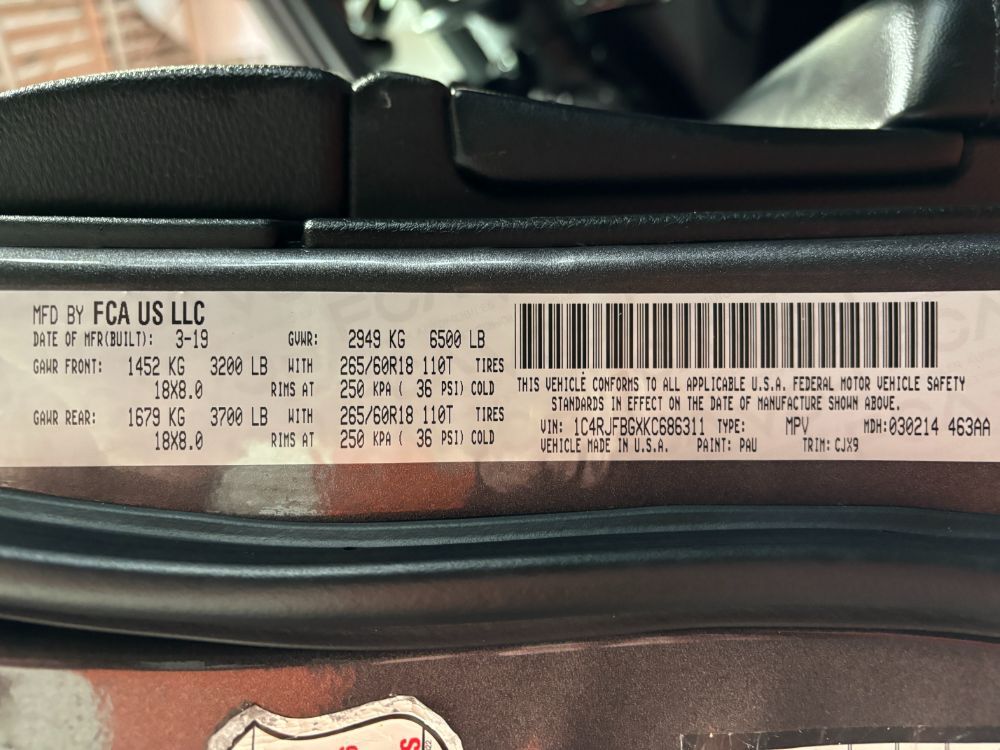 MFD BY FCA US LLC
DATE OF MFR(BUILT): 3-19 GVWR: 2949 KG 6500 LB
GAWR FRONT: 1452 KG 3200 LB WITH 265/60R18 110T TIRES
18X8.0 RIMS AT 250 KPA ( 36 PSI) COLD
GAWR REAR: 1679 KG 3700 LB WITH 265/60R18 110T TIRES
18X8.0 RIMS AT 250 KPA ( 36 PSI) COLD
THIS VEHICLE CONFORMS TO ALL APPLICABLE U.S.A. FEDERAL MOTOR VEHICLE SAFETY
STANDARDS IN EFFECT ON THE DATE OF MANUFACTURE SHOWN ABOVE.
VIN: 1C4RJFBGXKC686311 TYPE: MPV MDH:030214 463AA
VEHICLE MADE IN U.S.A. PAINT: PAU TRIM: CJX9